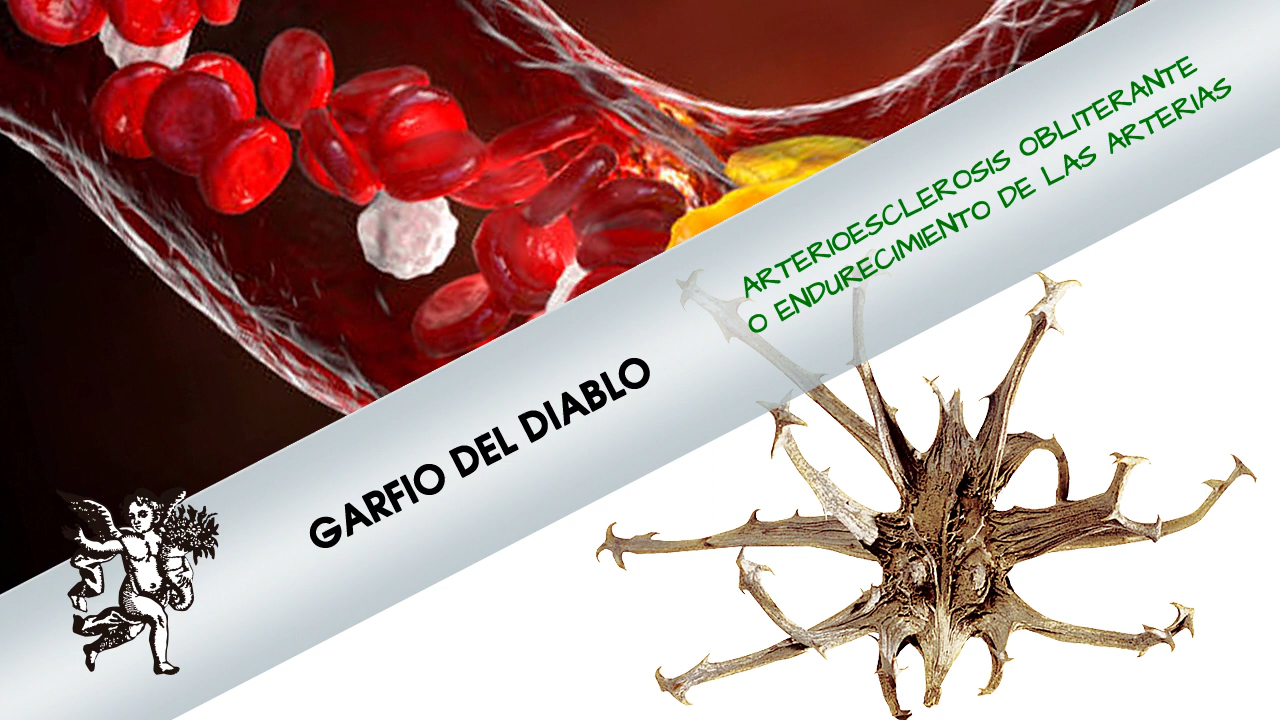 ARTERIOESCLEROSIS OBLITERANTE
O ENDURECIMIENTO DE LAS ARTERIAS
GARFIO DEL DIABLO